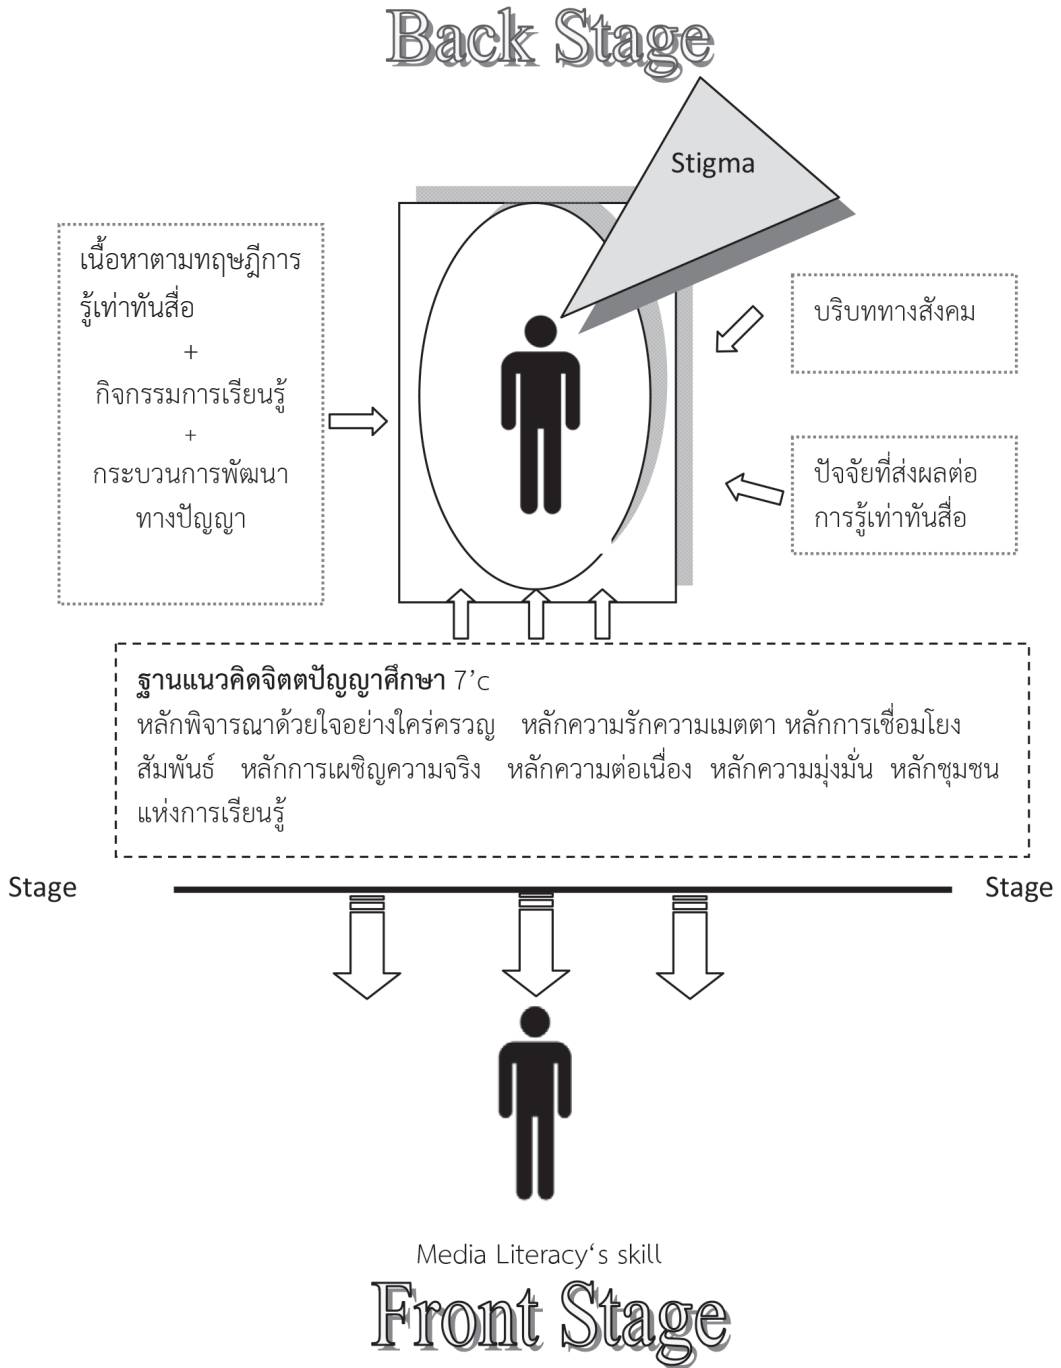 Back Stage
Stigma
เนื้อหาตามทฤษฎีการ
รู้เท่าทันสื่อ
+
กิจกรรมการเรียนรู้
+
กระบวนการพัฒนา
ทางปัญญา
บริบททางสังคม
ปัจจัยที่ส่งผลต่อ
การรู้เท่าทันสื่อ
ฐานแนวคิดจิตตปัญญาศึกษา 7’c
หลักพิจารณาด้วยใจอย่างใคร่ครวญ หลักความรักความเมตตา หลักการเชื่อมโยง
สัมพันธ์ หลักการเผชิญความจริง หลักความต่อเนื่อง หลักความมุ่งมั่น หลักชุมชน
แห่งการเรียนรู้
Stage Stage
Media Literacy‘s skill
Front Stage